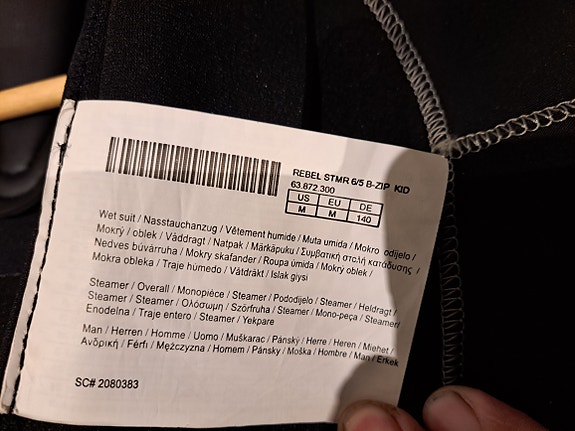 REBEL STMR 6/5 B-ZIP KID
63.872.300
US EU DE
M M 140
Wet suit / Nasstauchanzug / Vêtement humide / Muta umida / Mokro odijelo /
Mokrý / oblek / Våddragt / Natpak / Märkäpuku / Συμβατική στολή κατάδυσης /
Nedves búvárruha / Mokry skafander / Roupa úmida / Mokrý oblek /
Mokra obleka / Traje húmedo / Våtdräkt / Islak giysi
Steamer / Overall / Monopièce / Steamer / Pododijelo / Steamer / Heldragt /
Steamer / Steamer / Ολόσωμη / Szörfruha / Steamer / Mono-peça / Steamer/
Enodelna / Traje entero / Steamer / Yekpare
Man / Herren / Homme / Uomo / Muškarac / Pánský / Herre / Heren / Miehet /
Ανδρική / Férfi / Mężczyzna / Homem / Pánsky / Moška / Hombre / Man / Erkek
SC# 2080383